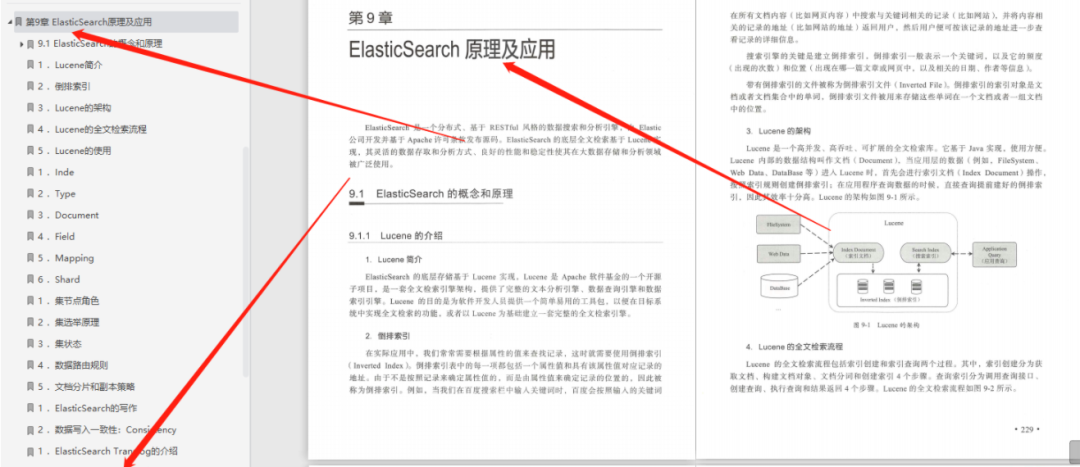 第9章 ElasticSearch原理及应用
9.1 ElasticSearch的概念和原理
1．Lucene简介
2．倒排索引
3．Lucene的架构
4．Lucene的全文检索流程
5．Lucene的使用
1．Inde
2．Type
3．Document
4．Field
5．Mapping
6．Shard
1．集节点角色
2．集选举原理
3．集状态
4．数据路由规则
5．文档分片和副本策略
1．ElasticSearch的写作
2．数据写入一致性：Consistency
1．ElasticSearch Translog的介绍
第 9 章
ElasticSearch 原理及应用
ElasticSearch 是一个分布式、基于 RESTful 风格的数据搜索和分析引擎，由 Elastic
公司开发并基于 Apache 许可条款发布源码。ElasticSearch 的底层全文检索基于 Lucene 实
现，其灵活的数据存取和分析方式、良好的性能和稳定性使其在大数据存储和分析领域
被广泛使用。
9.1 ElasticSearch 的概念和原理
9.1.1 Lucene 的介绍
1. Lucene 简介
ElasticSearch 的底层存储基于 Lucene 实现，Lucene 是 Apache 软件基金的一个开源
子项目，是一套全文检索引擎架构，提供了完整的文本分析引擎、数据查询引擎和数据
索引引擎。Lucene 的目的是为软件开发人员提供一个简单易用的工具包，以便在目标系
统中实现全文检索的功能，或者以 Lucene 为基础建立一套完整的全文检索引擎。
2. 倒排索引
在实际应用中，我们常常需要根据属性的值来查找记录，这时就需要使用倒排索引
（Inverted Index）。倒排索引表中的每一项都包括一个属性值和具有该属性值对应记录的
地址。由于不是按照记录来确定属性值的，而是由属性值来确定记录的位置的，因此被
称为倒排索引。例如，当我们在百度搜索栏中输入关键词时，百度会按照输入的关键词
在所有文档内容（比如网页内容）中搜索与关键词相关的记录（比如网站），并将内容相
关的记录的地址（比如网站的地址）返回用户，然后用户便可按该记录的地址进一步查
看记录的详细信息。
搜索引擎的关键是建立倒排索引，倒排索引一般表示一个关键词，以及它的频度
（出现的次数）和位置（出现在哪一篇文章或网页中，以及相关的日期、作者等信息）。
带有倒排索引的文件被称为倒排索引文件（Inverted File）。倒排索引的索引对象是文
档或者文档集合中的单词，倒排索引文件被用来存储这些单词在一个文档或者一组文档
中的位置。
3. Lucene 的架构
Lucene 是一个高并发、高吞吐、可扩展的全文检索库。它基于 Java 实现，使用方便。
Lucene 内部的数据结构叫作文档（Document），当应用层的数据（例如，FileSystem、
Web Data、DataBase 等）进入 Lucene 时，首先会进行索引文档（Index Document）操作，
按照索引规则创建倒排索引；在应用程序查询数据的时候，直接查询提前建好的倒排索
引，因此其效率十分高。Lucene 的架构如图 9-1 所示。
Lucene
FileSystem
Web Data
DataBase
Index Document
（索引文档）
Search Index
（搜索索引）
Application
Query
（应用查询）
Inverted Index （倒排索引）
图 9-1 Lucene 的架构
4. Lucene 的全文检索流程
Lucene 的全文检索流程包括索引创建和索引查询两个过程，其中，索引创建分为获
取文档、构建文档对象、文档分词和创建索引 4 个步骤。查询索引分为调用查询接口、
创建查询、执行查询和结果返回 4 个步骤。Lucene 的全文检索流程如图 9-2 所示。
• 229 •